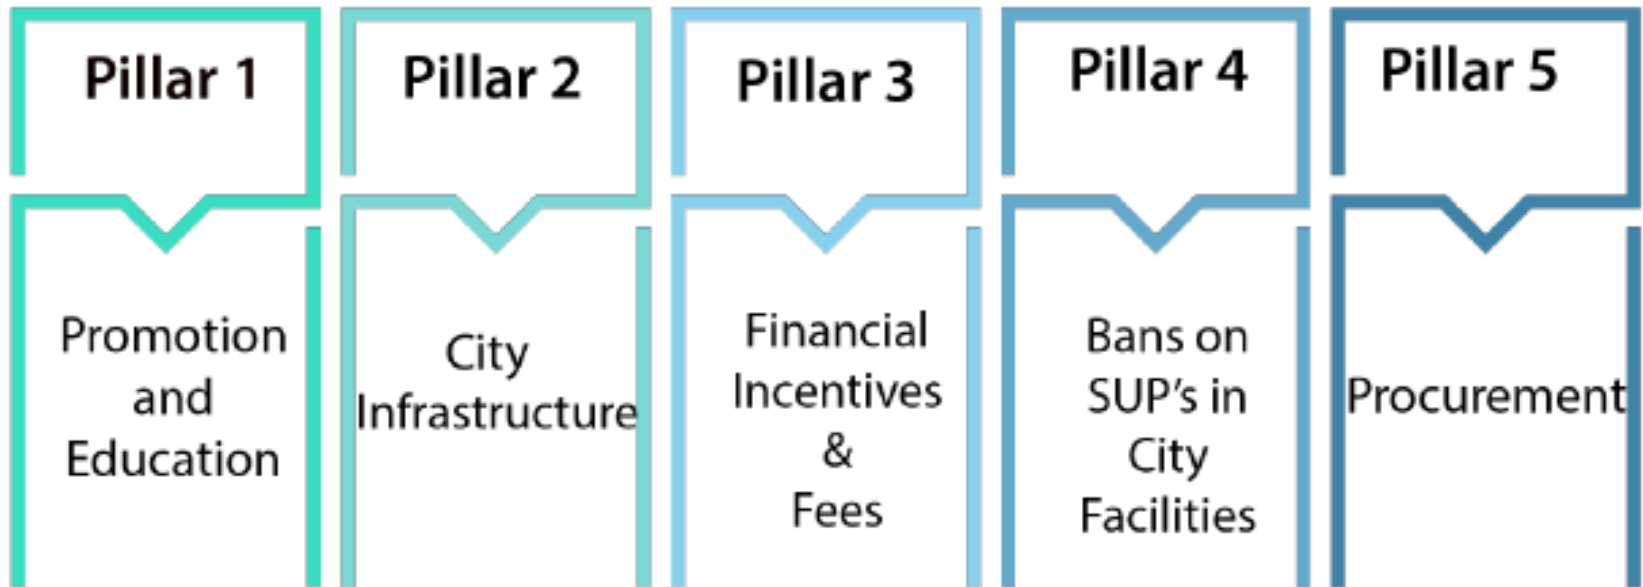 Pillar 1
Promotion
and
Education
Pillar 2
City
Infrastructure
Pillar 3
Financial
Incentives
&
Fees
Pillar 4
Bans on
SUP's in
City
Facilities
Pillar 5
Procurement